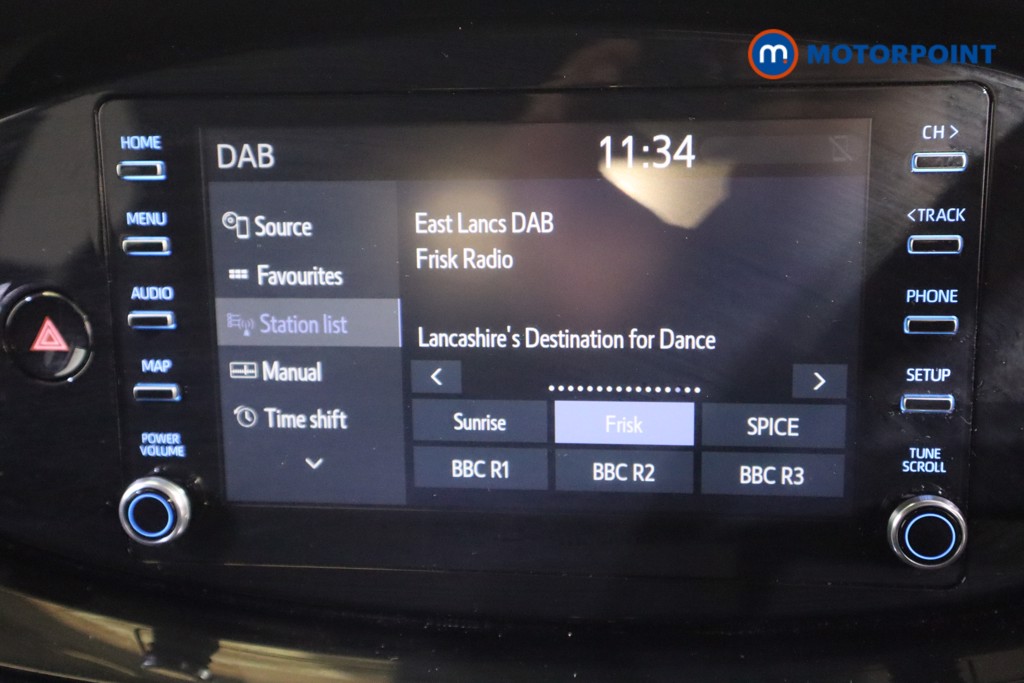 m.
MOTORPOINT
HOME
MENU
AUDIO
MAP
POWER
VOLUME
DAB
11:34
Source
Favourites
Station list
Manual
Time shift
East Lancs DAB
Frisk Radio
Lancashire's Destination for Dance
<
>
Sunrise
Frisk
SPICE
BBC R1
BBC R2
BBC R3
CH >
< TRACK
PHONE
SETUP
TUNE
SCROLL